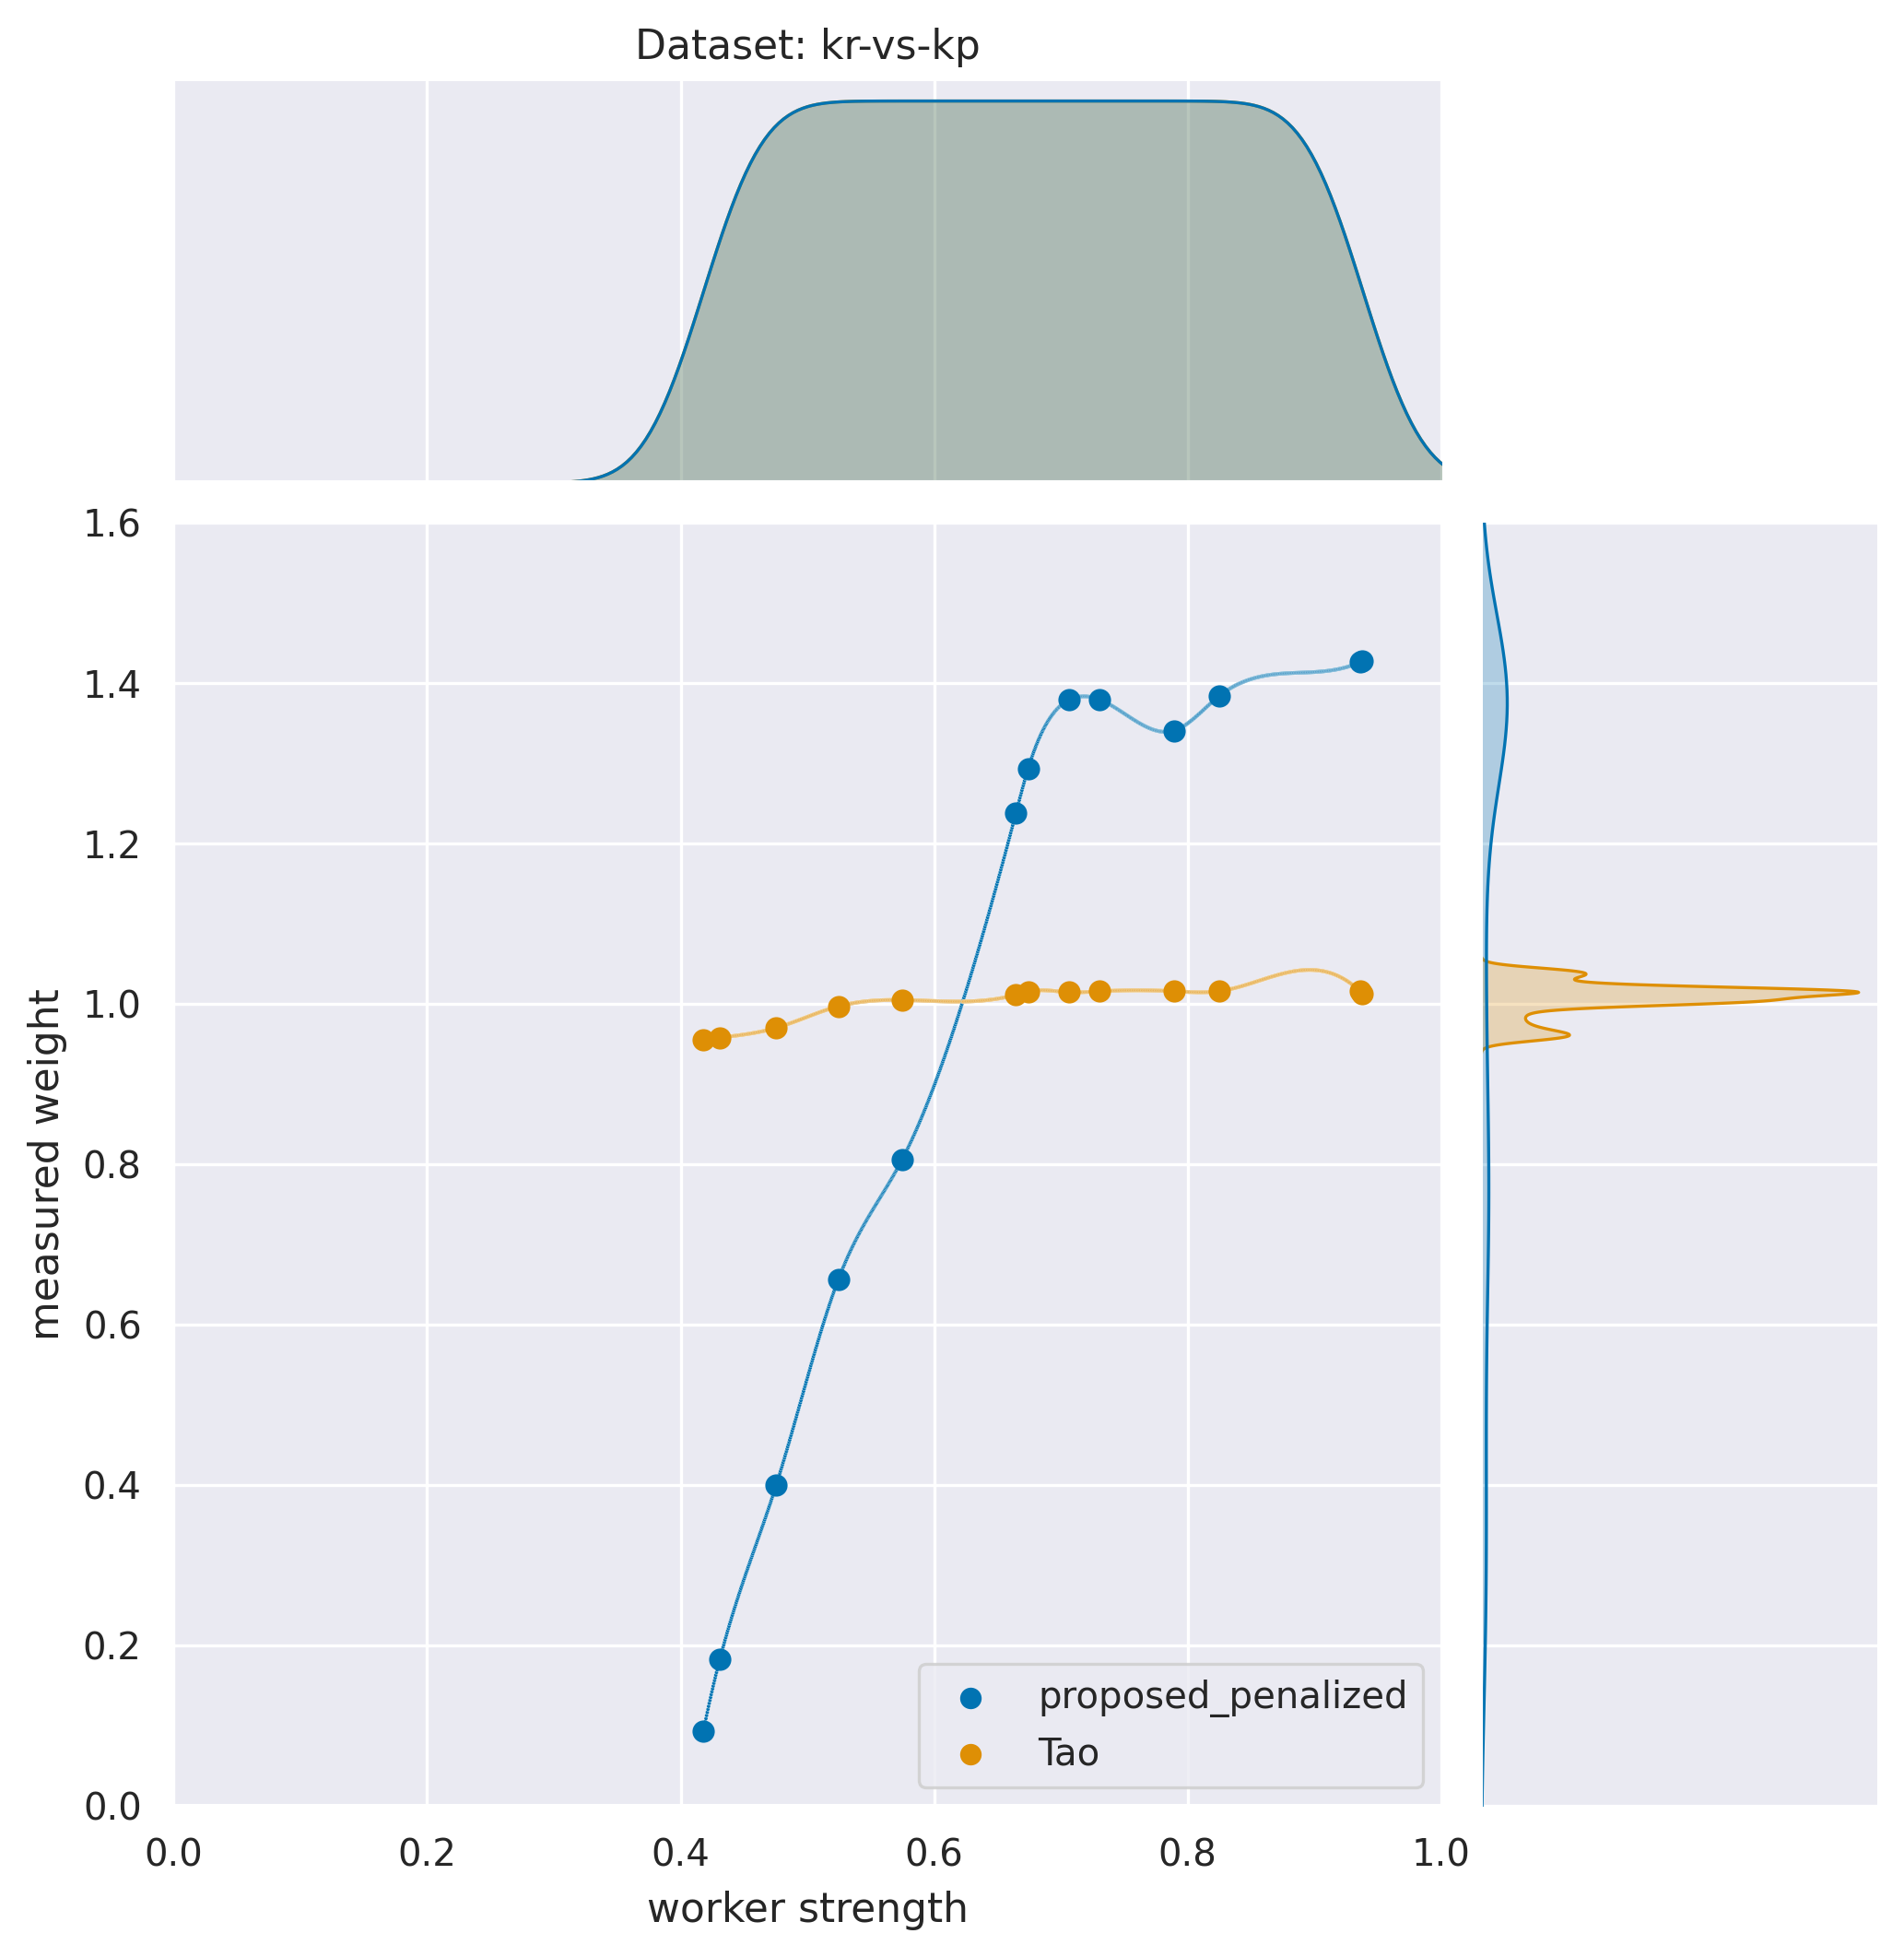 Dataset: kr-vs-kp
1.6
1.4
1.2
1.0
0.8
0.6
0.4
0.2
0.0
measured weight
proposed_penalized
Tao
0.0 0.2 0.4 0.6 0.8 1.0
worker strength